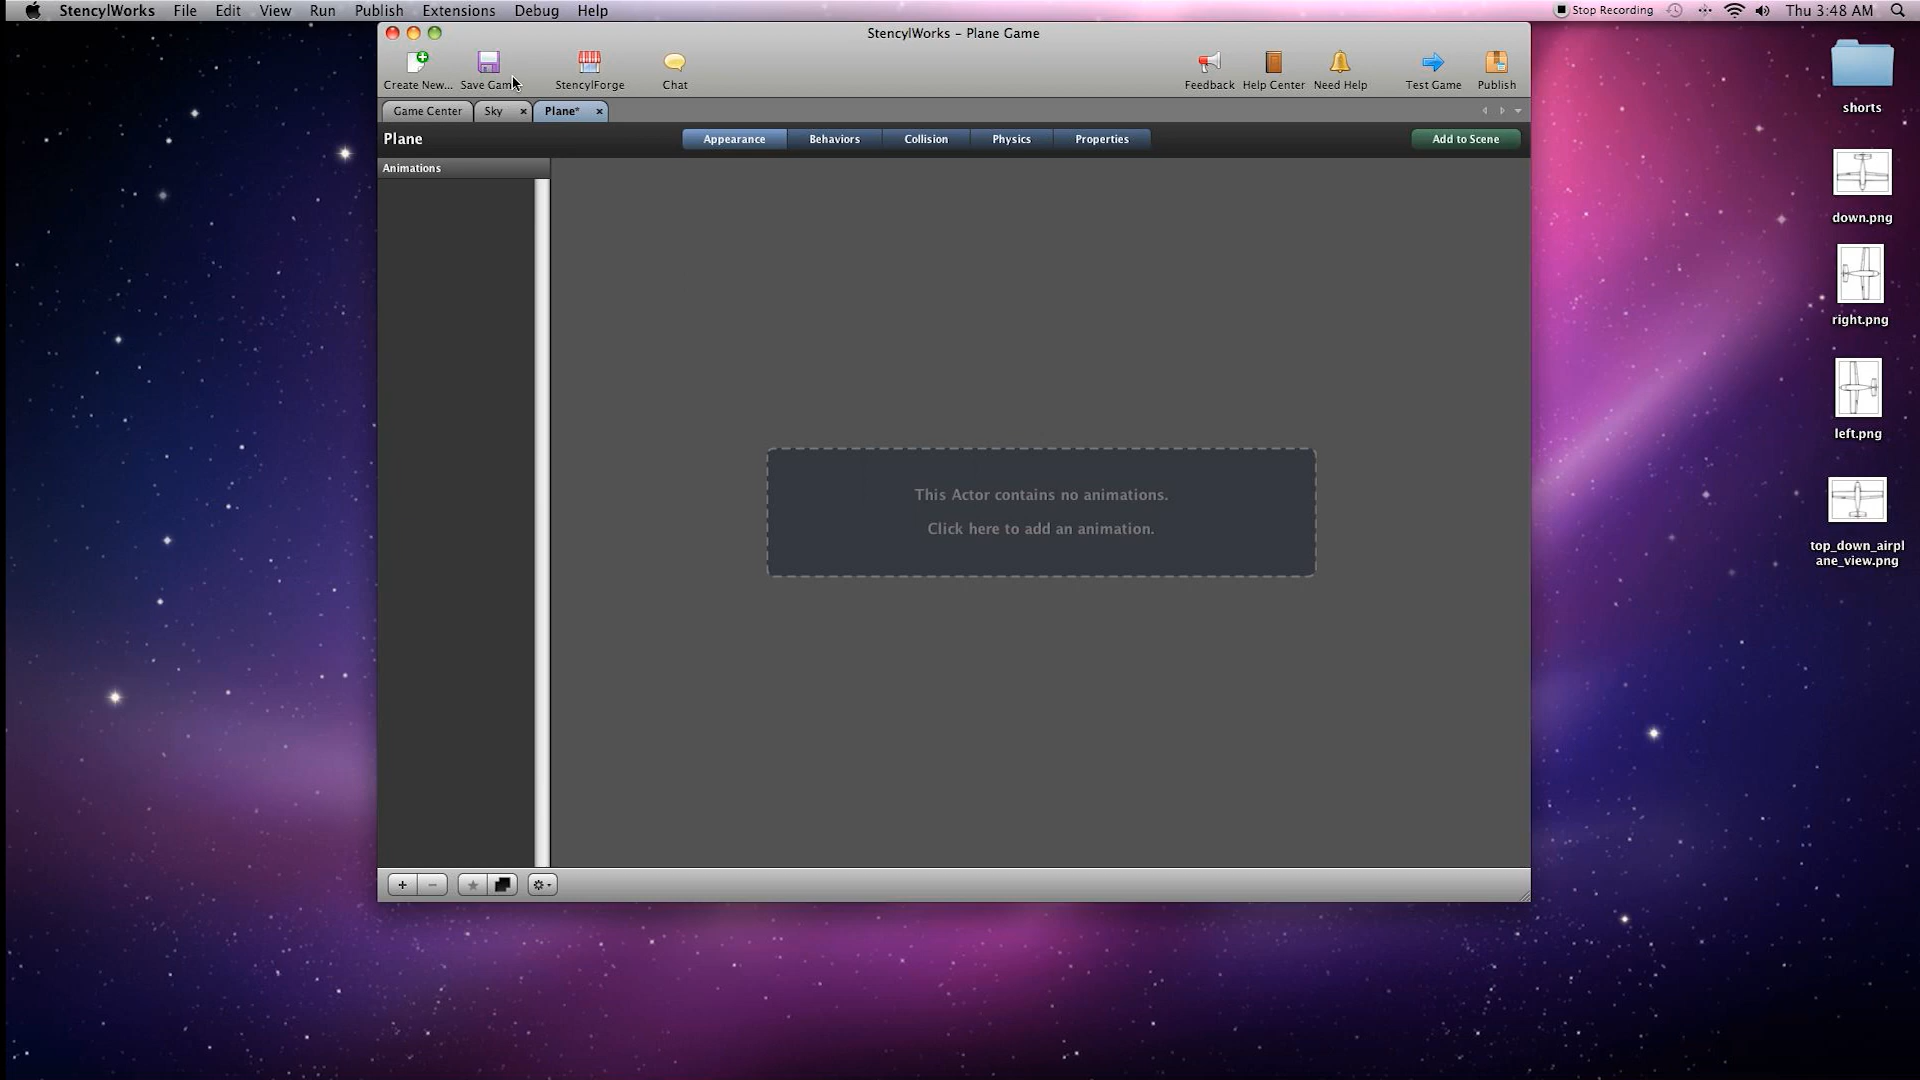 StencylWorks File Edit View Run Publish Extensions Debug Help Stop Recording Thu 3:48 AM
StencylWorks - Plane Game
Create New... Save Game StencylForge Chat Feedback Help Center Need Help Test Game Publish
Game Center Sky Plane*
Plane Appearance Behaviors Collision Physics Properties Add to Scene
Animations
This Actor contains no animations.
Click here to add an animation.
shorts
down.png
right.png
left.png
top_down_airpl
ane_view.png